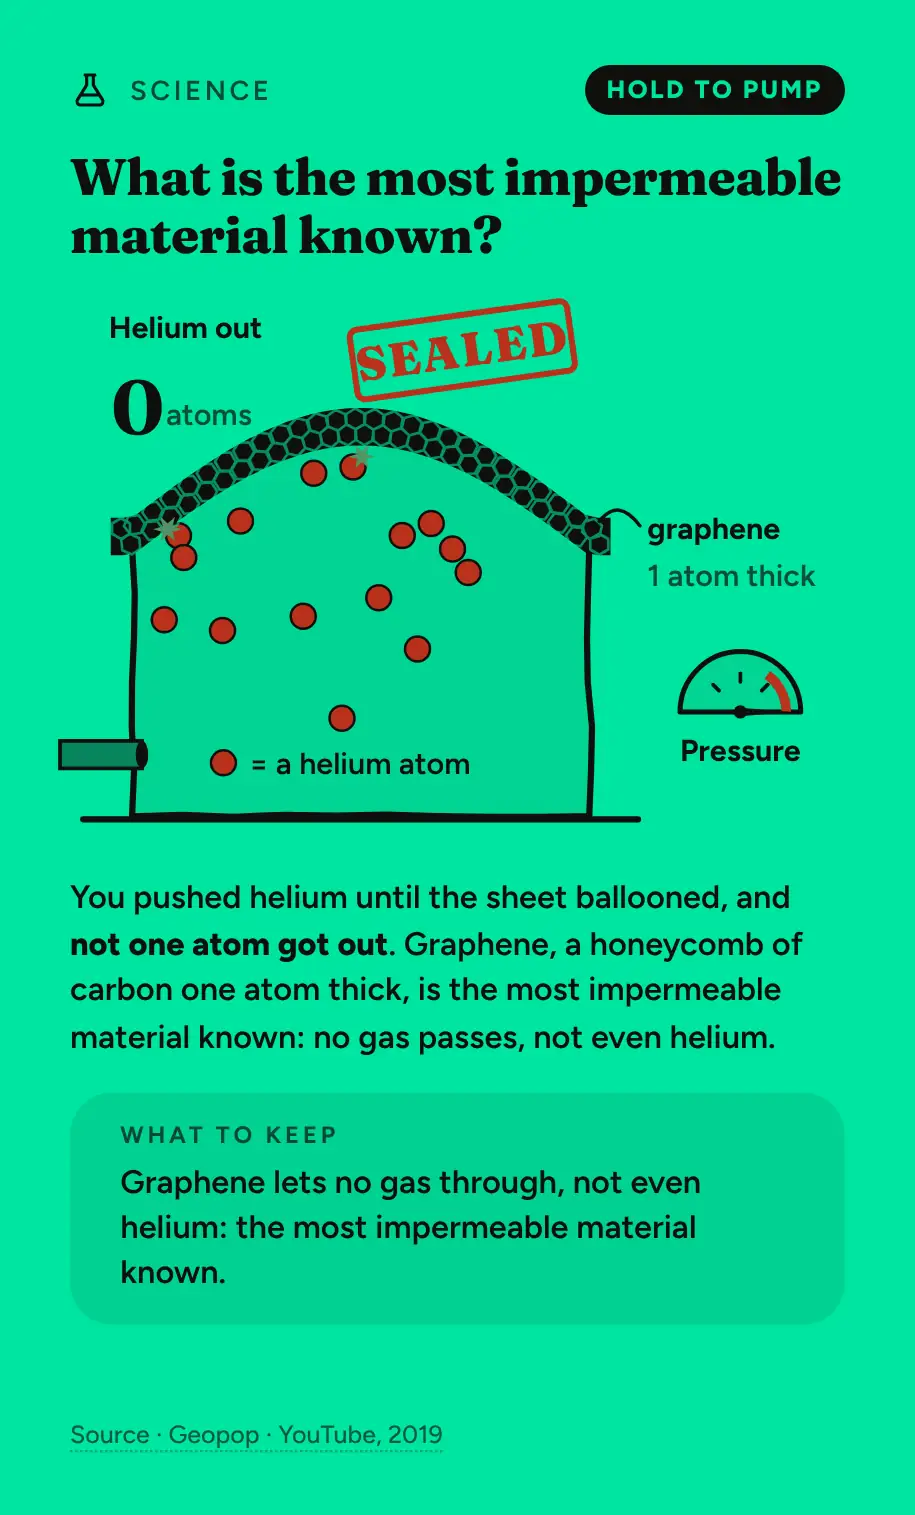 SCIENCE
HOLD TO PUMP
What is the most impermeable
material known?
Helium out
SEALED
0 atoms
graphene
1 atom thick
Pressure
= a helium atom
You pushed helium until the sheet ballooned, and
not one atom got out. Graphene, a honeycomb of
carbon one atom thick, is the most impermeable
material known: no gas passes, not even helium.
WHAT TO KEEP
Graphene lets no gas through, not even
helium: the most impermeable material
known.
Source · Geopop · YouTube, 2019